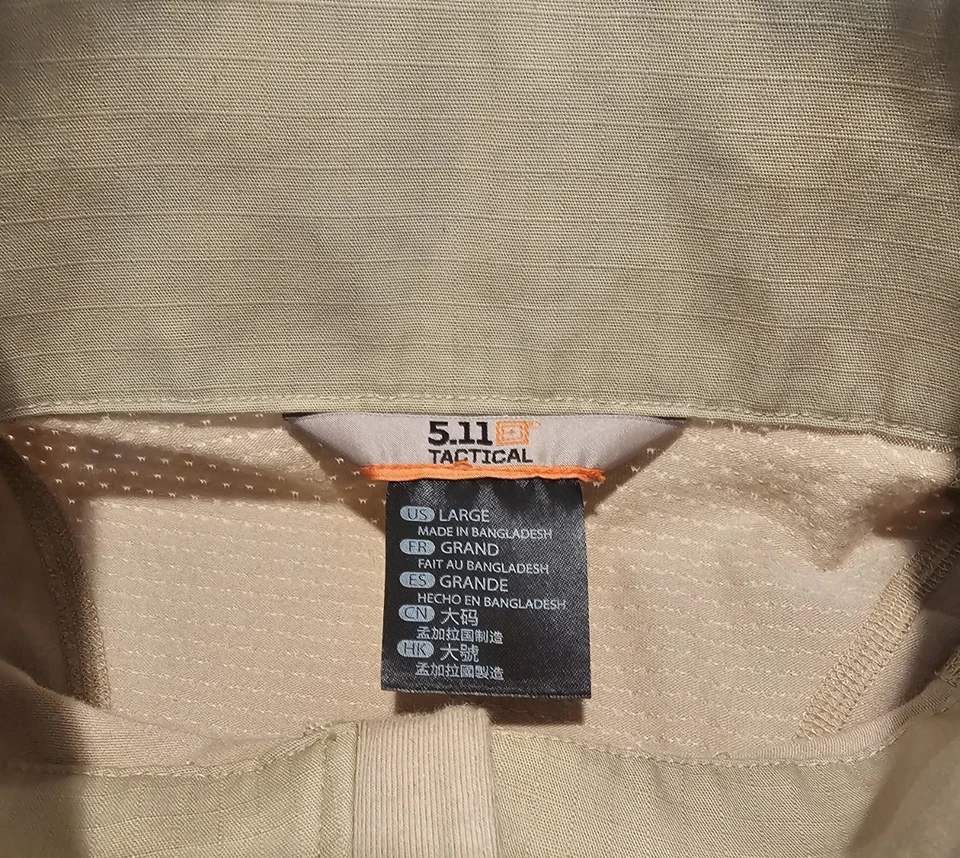 5.11
TACTICAL
US LARGE
MADE IN BANGLADESH
FR GRAND
FAIT AU BANGLADESH
ES GRANDE
HECHO EN BANGLADESH
CN 大码
孟加拉国制造
HK 大號
孟加拉國製造